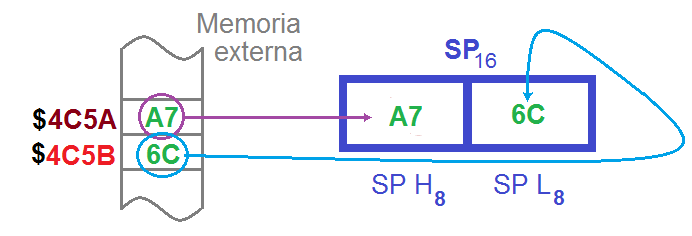 Memoria
externa
SP16
$4C5A A7 A7 6C
$4C5B 6C
SP H8 SP L8